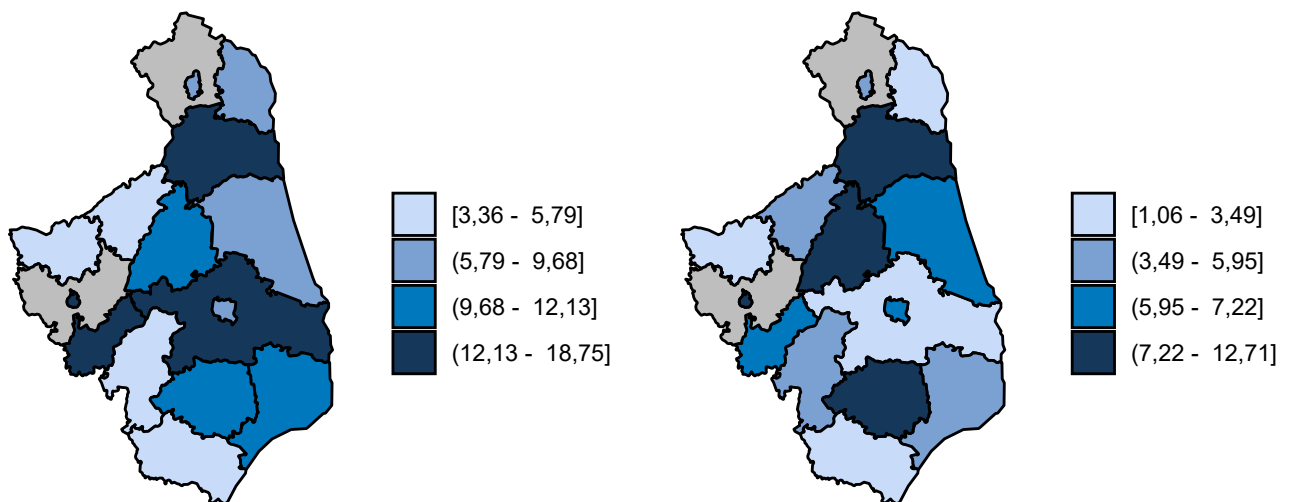 [3,36 - 5,79]
(5,79 - 9,68]
(9,68 - 12,13]
(12,13 - 18,75]
[1,06 - 3,49]
(3,49 - 5,95]
(5,95 - 7,22]
(7,22 - 12,71]